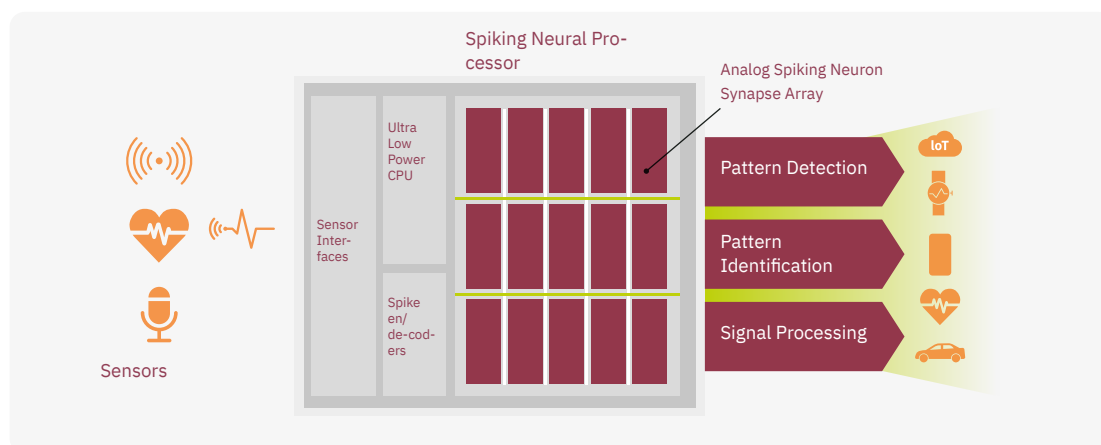 Spiking Neural Pro-
cessor
Analog Spiking Neuron
Synapse Array
Ultra
Low
Power
CPU
Sensor
Inter-
faces
Spike
en/
de-cod-
ers
Sensors
Pattern Detection
Pattern
Identification
Signal Processing
IoT